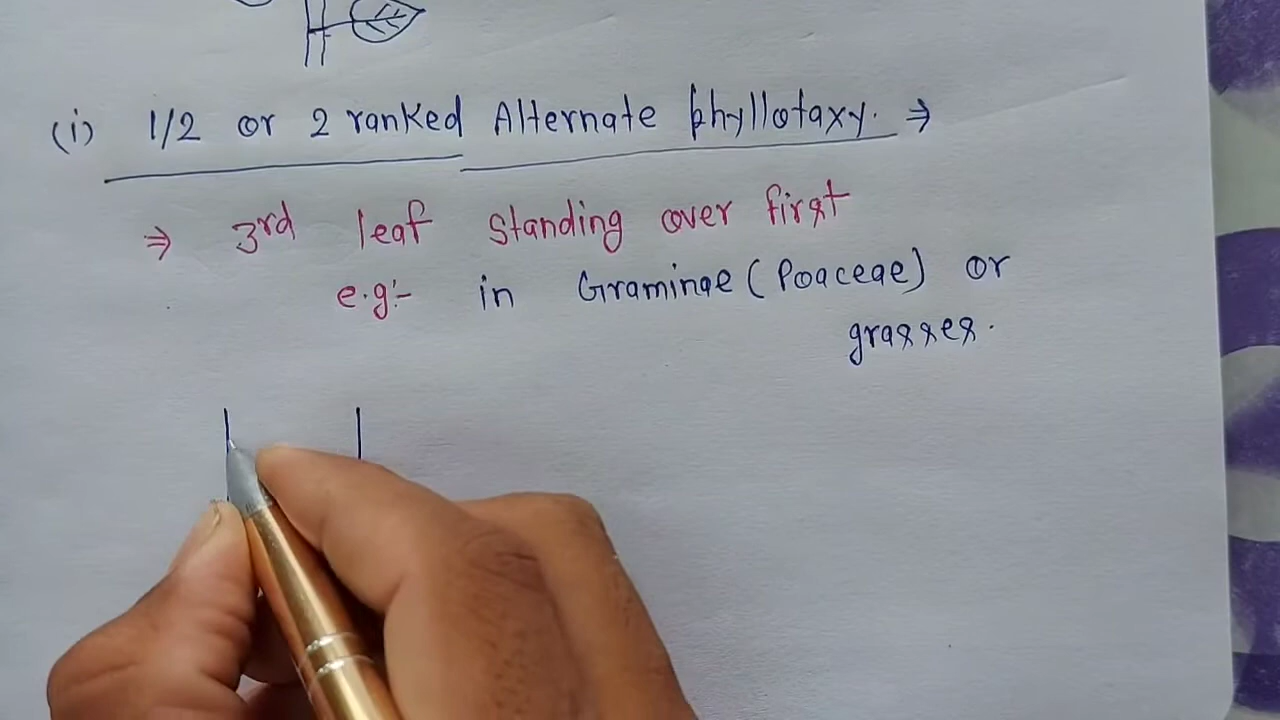 (i) 1/2 or 2 ranked Alternate phyllotaxy. ⇒
⇒ 3rd leaf standing over first
e.g:- in Graminae (Poaceae) or
grasses.